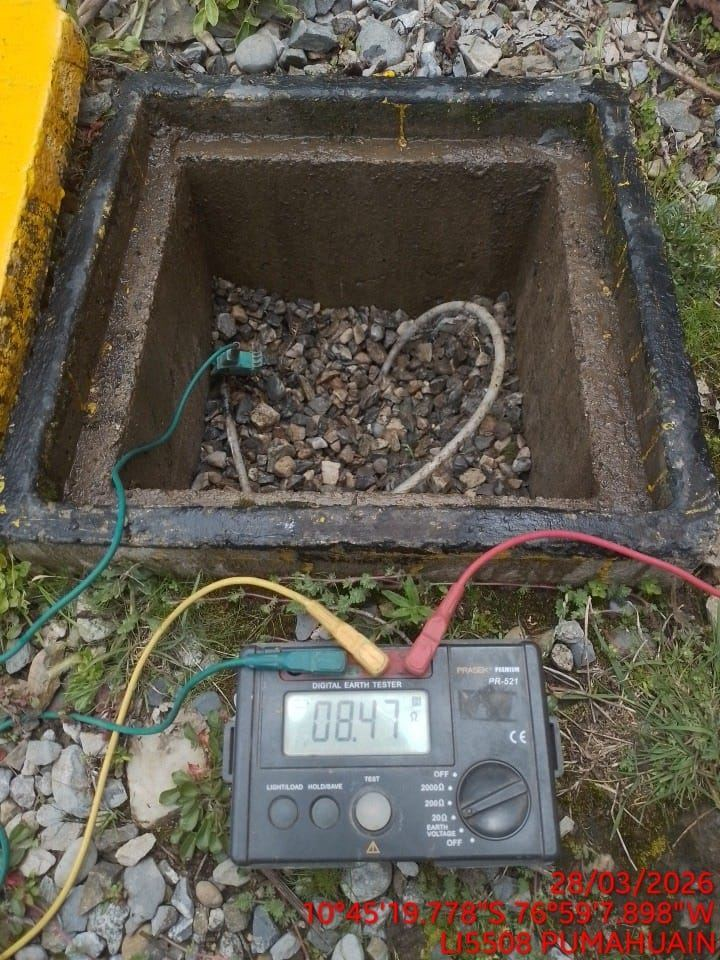 PRASEK® PREMIUM
PR-521
DIGITAL EARTH TESTER
08.47
Ω
LIGHT/LOAD HOLD/SAVE
TEST
OFF
2000Ω
200Ω
20Ω
EARTH
VOLTAGE
OFF
CE
28/03/2026
10°45'19.778"S 76°59'7.898"W
LI5508 PUMAHUAIN